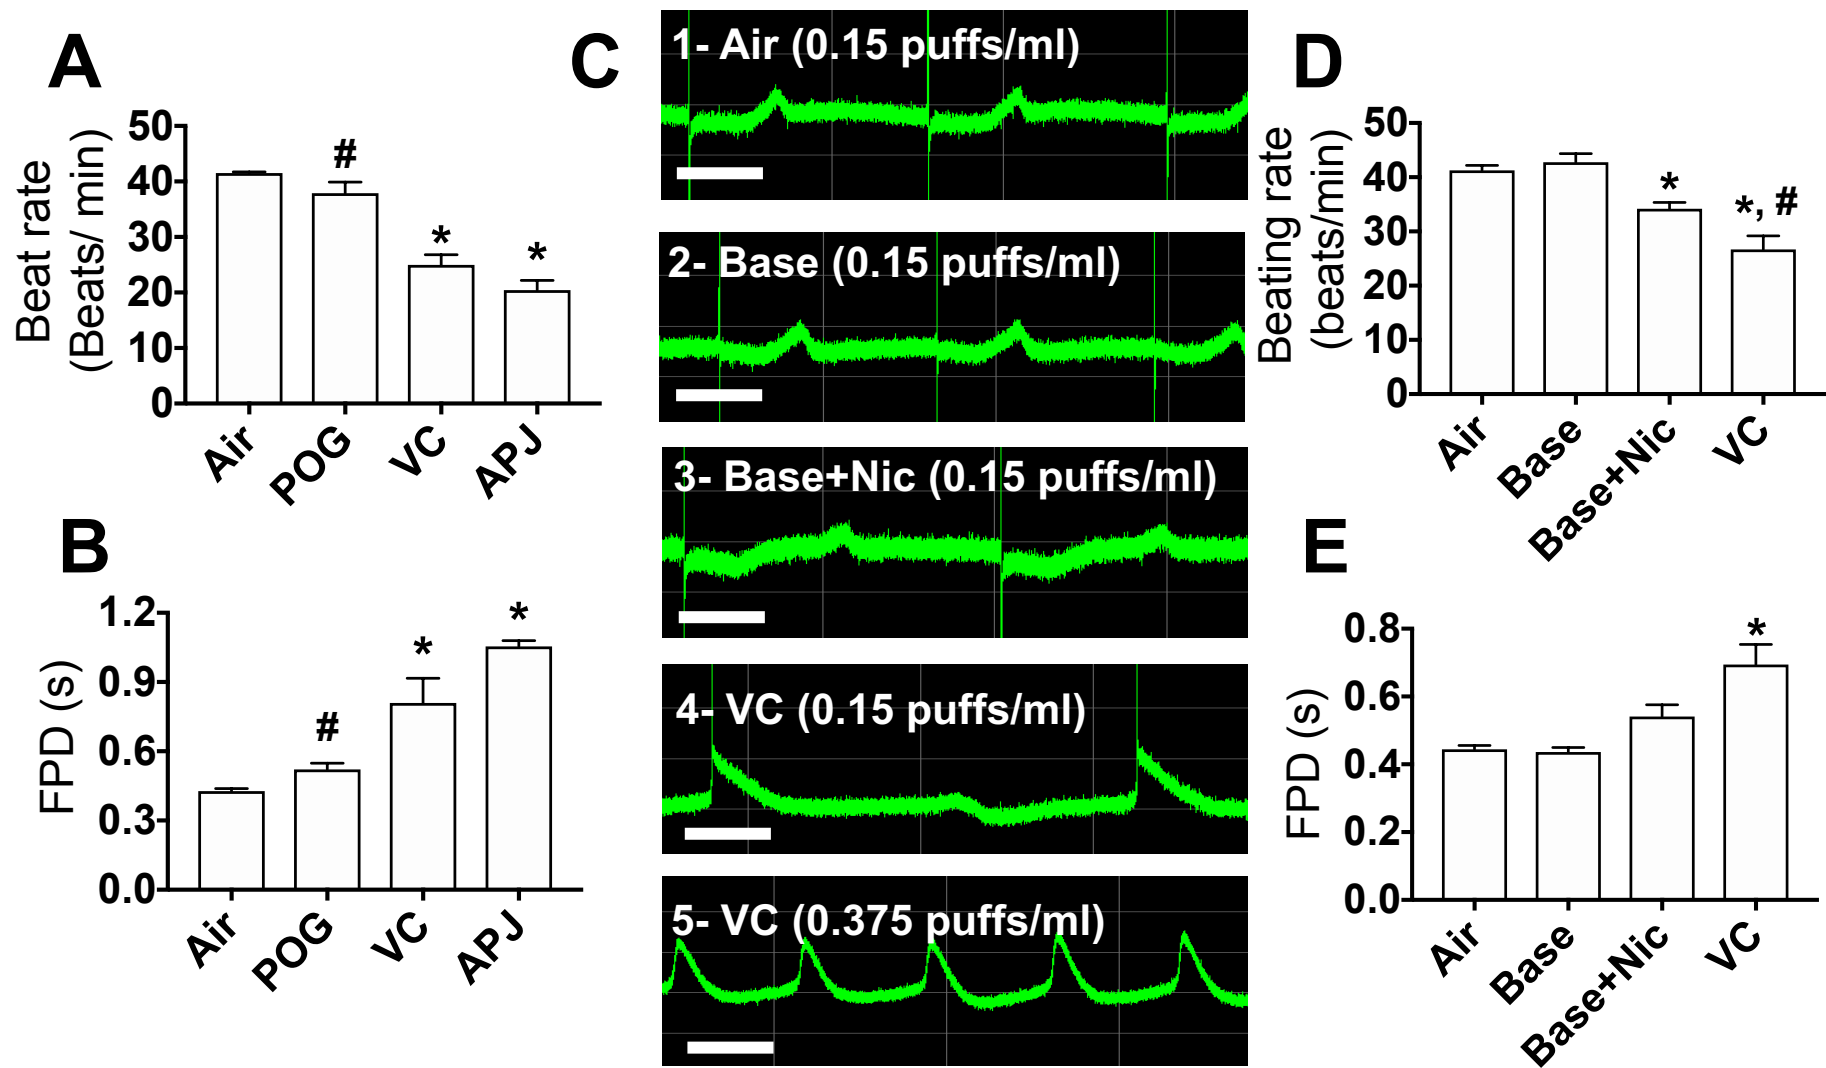 A
Beat rate
(Beats/ min)
50
40
30
20
10
0
#
*
*
Air
POG
VC
APJ
B
FPD (s)
1.2
0.9
0.6
0.3
0.0
#
*
*
Air
POG
VC
APJ
C
1- Air (0.15 puffs/ml)
2- Base (0.15 puffs/ml)
3- Base+Nic (0.15 puffs/ml)
4- VC (0.15 puffs/ml)
5- VC (0.375 puffs/ml)
D
Beating rate
(beats/min)
50
40
30
20
10
0
*
*, #
Air
Base
Base+Nic
VC
E
FPD (s)
0.8
0.6
0.4
0.2
0.0
*
Air
Base
Base+Nic
VC